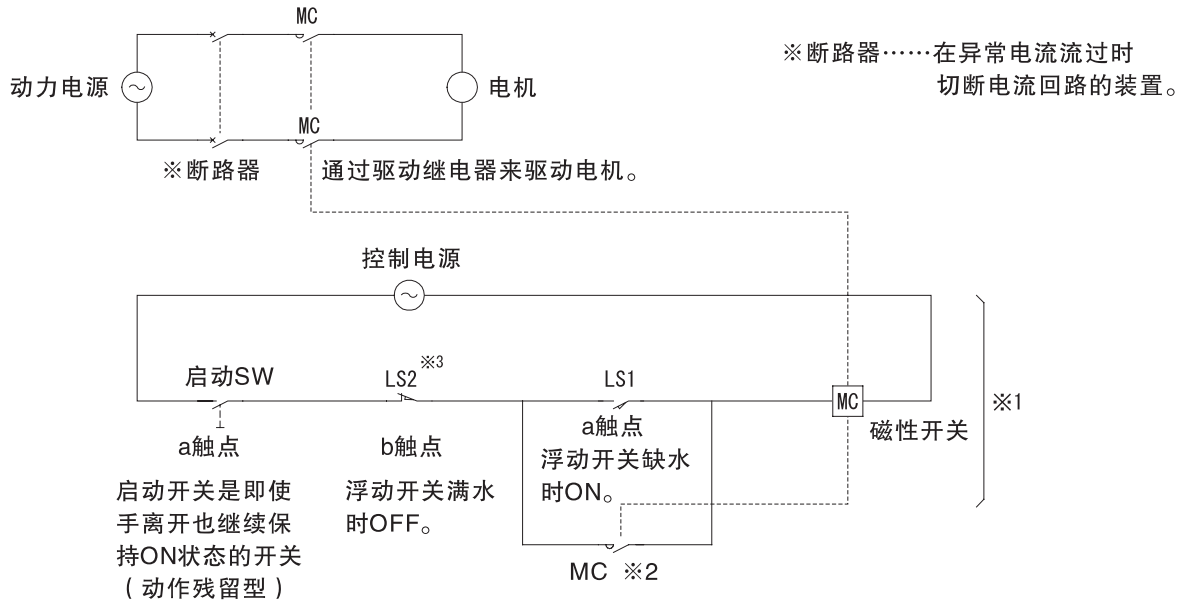 MC
※断路器……在异常电流流过时
切断电流回路的装置。
动力电源
电机
MC
※断路器
通过驱动继电器来驱动电机。
控制电源
启动SW
LS2※3
LS1
MC
※1
a触点
b触点
a触点
磁性开关
启动开关是即使
手离开也继续保
持ON状态的开关
（动作残留型）
浮动开关满水
时OFF。
浮动开关缺水
时ON。
MC ※2